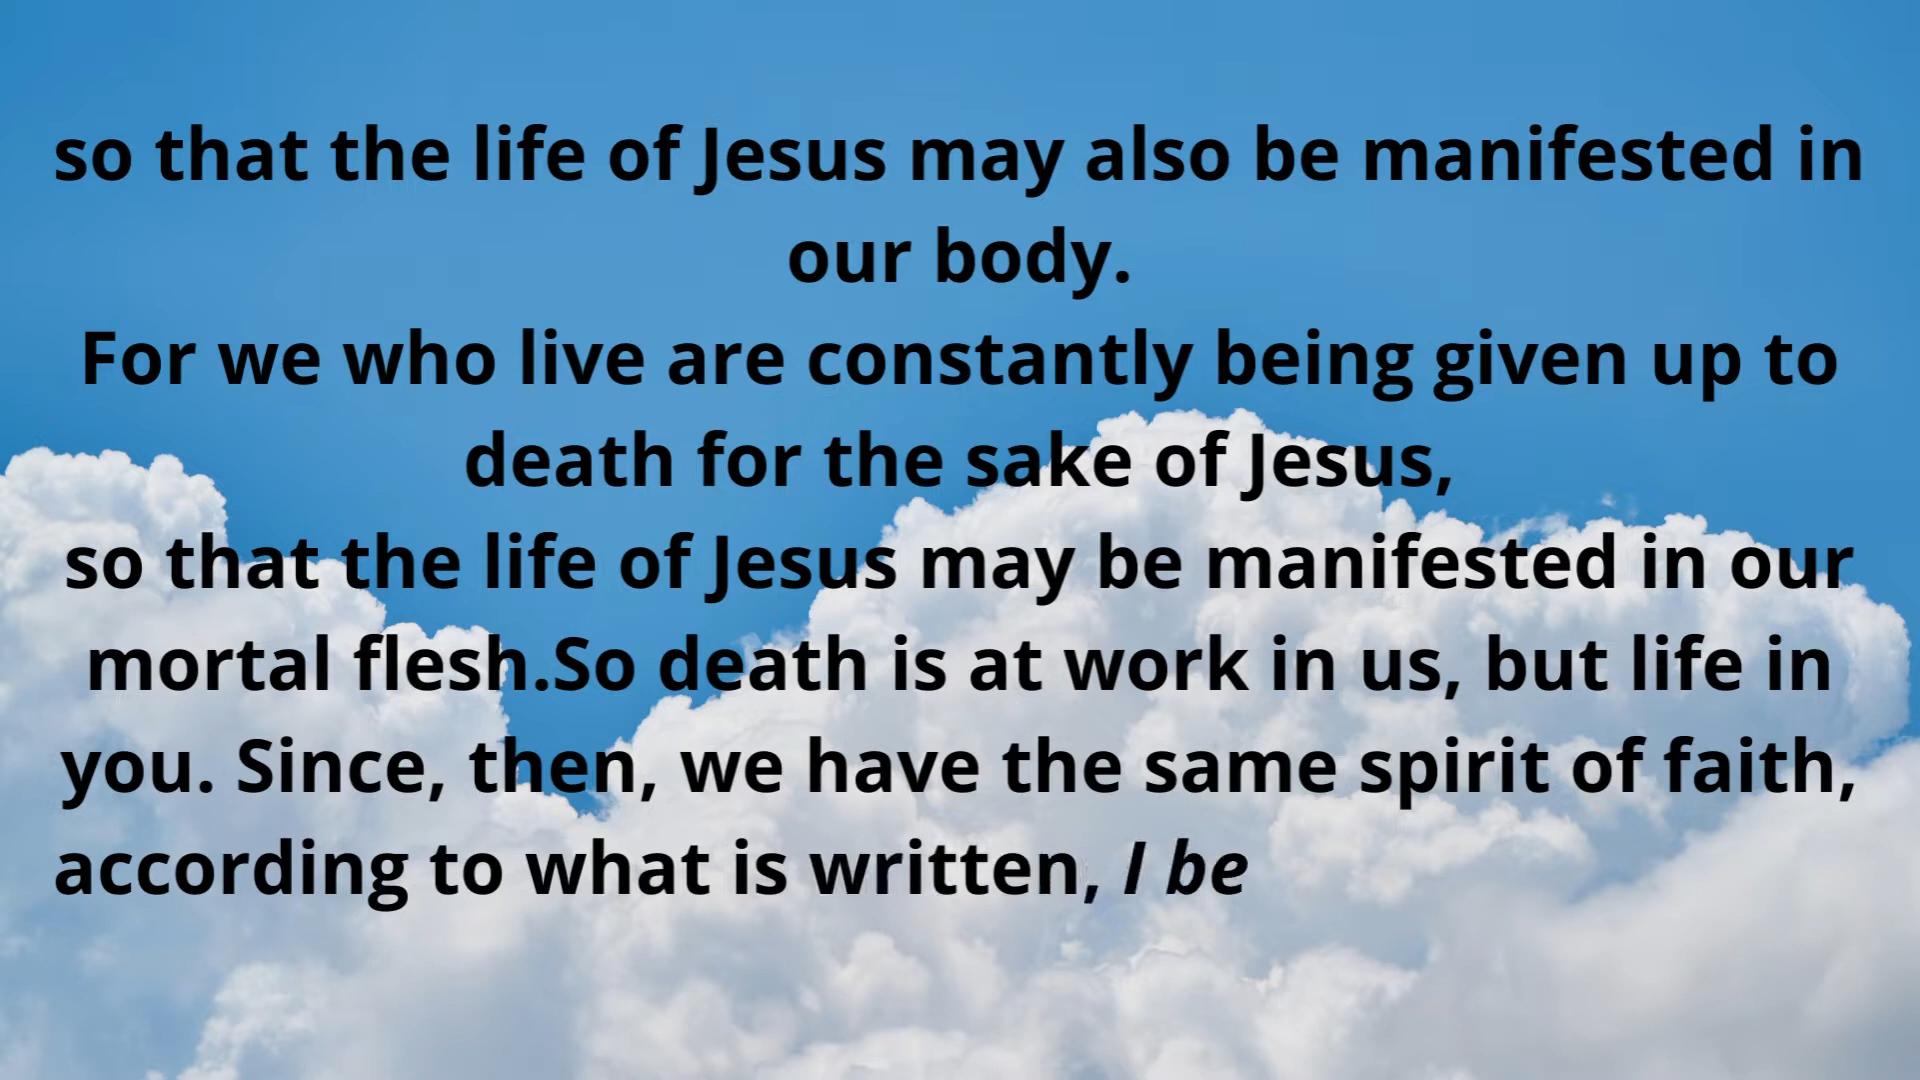 so that the life of Jesus may also be manifested in
our body.
For we who live are constantly being given up to
death for the sake of Jesus,
so that the life of Jesus may be manifested in our
mortal flesh.So death is at work in us, but life in
you. Since, then, we have the same spirit of faith,
according to what is written, I be